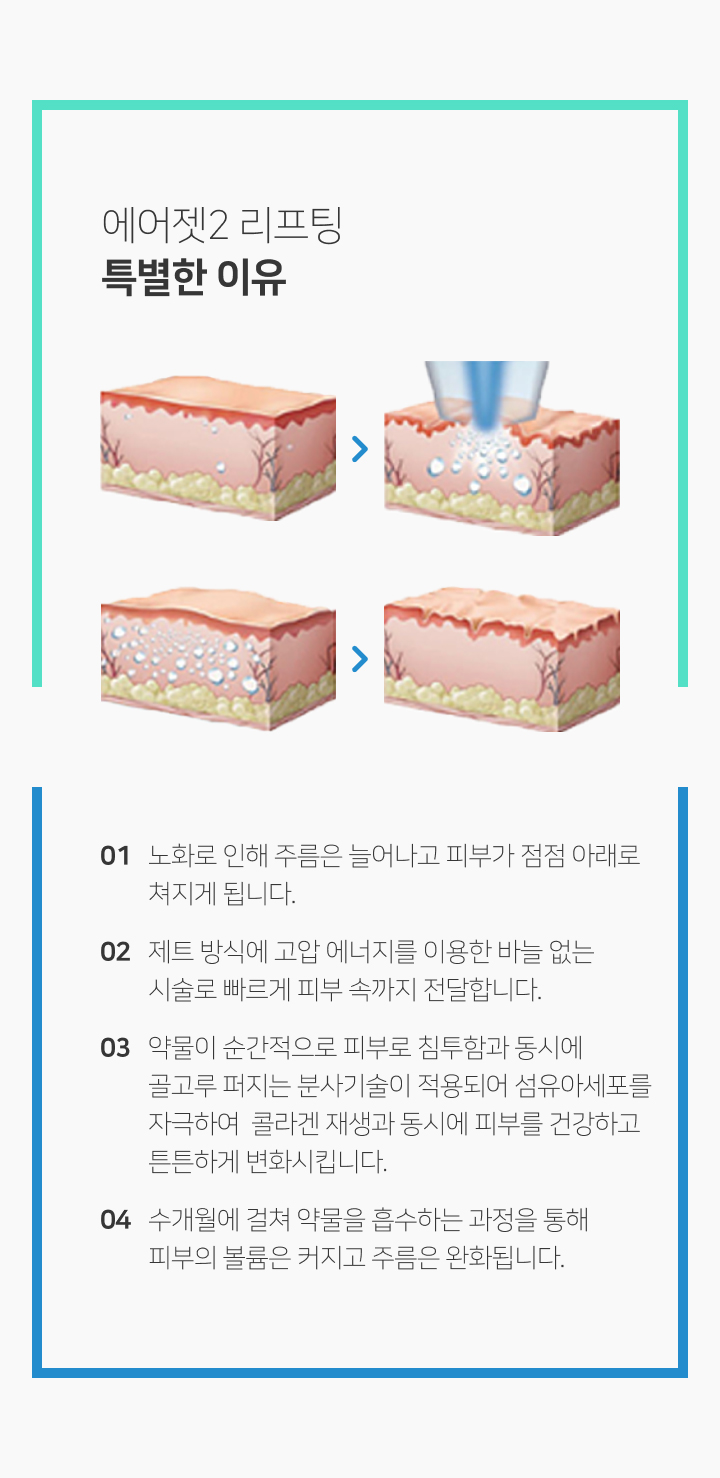 에어젯2 리프팅
특별한 이유
01 노화로 인해 주름은 늘어나고 피부가 점점 아래로
쳐지게 됩니다.
02 제트 방식에 고압 에너지를 이용한 바늘 없는
시술로 빠르게 피부 속까지 전달합니다.
03 약물이 순간적으로 피부로 침투함과 동시에
골고루 퍼지는 분사기술이 적용되어 섬유아세포를
자극하여 콜라겐 재생과 동시에 피부를 건강하고
튼튼하게 변화시킵니다.
04 수개월에 걸쳐 약물을 흡수하는 과정을 통해
피부의 볼륨은 커지고 주름은 완화됩니다.